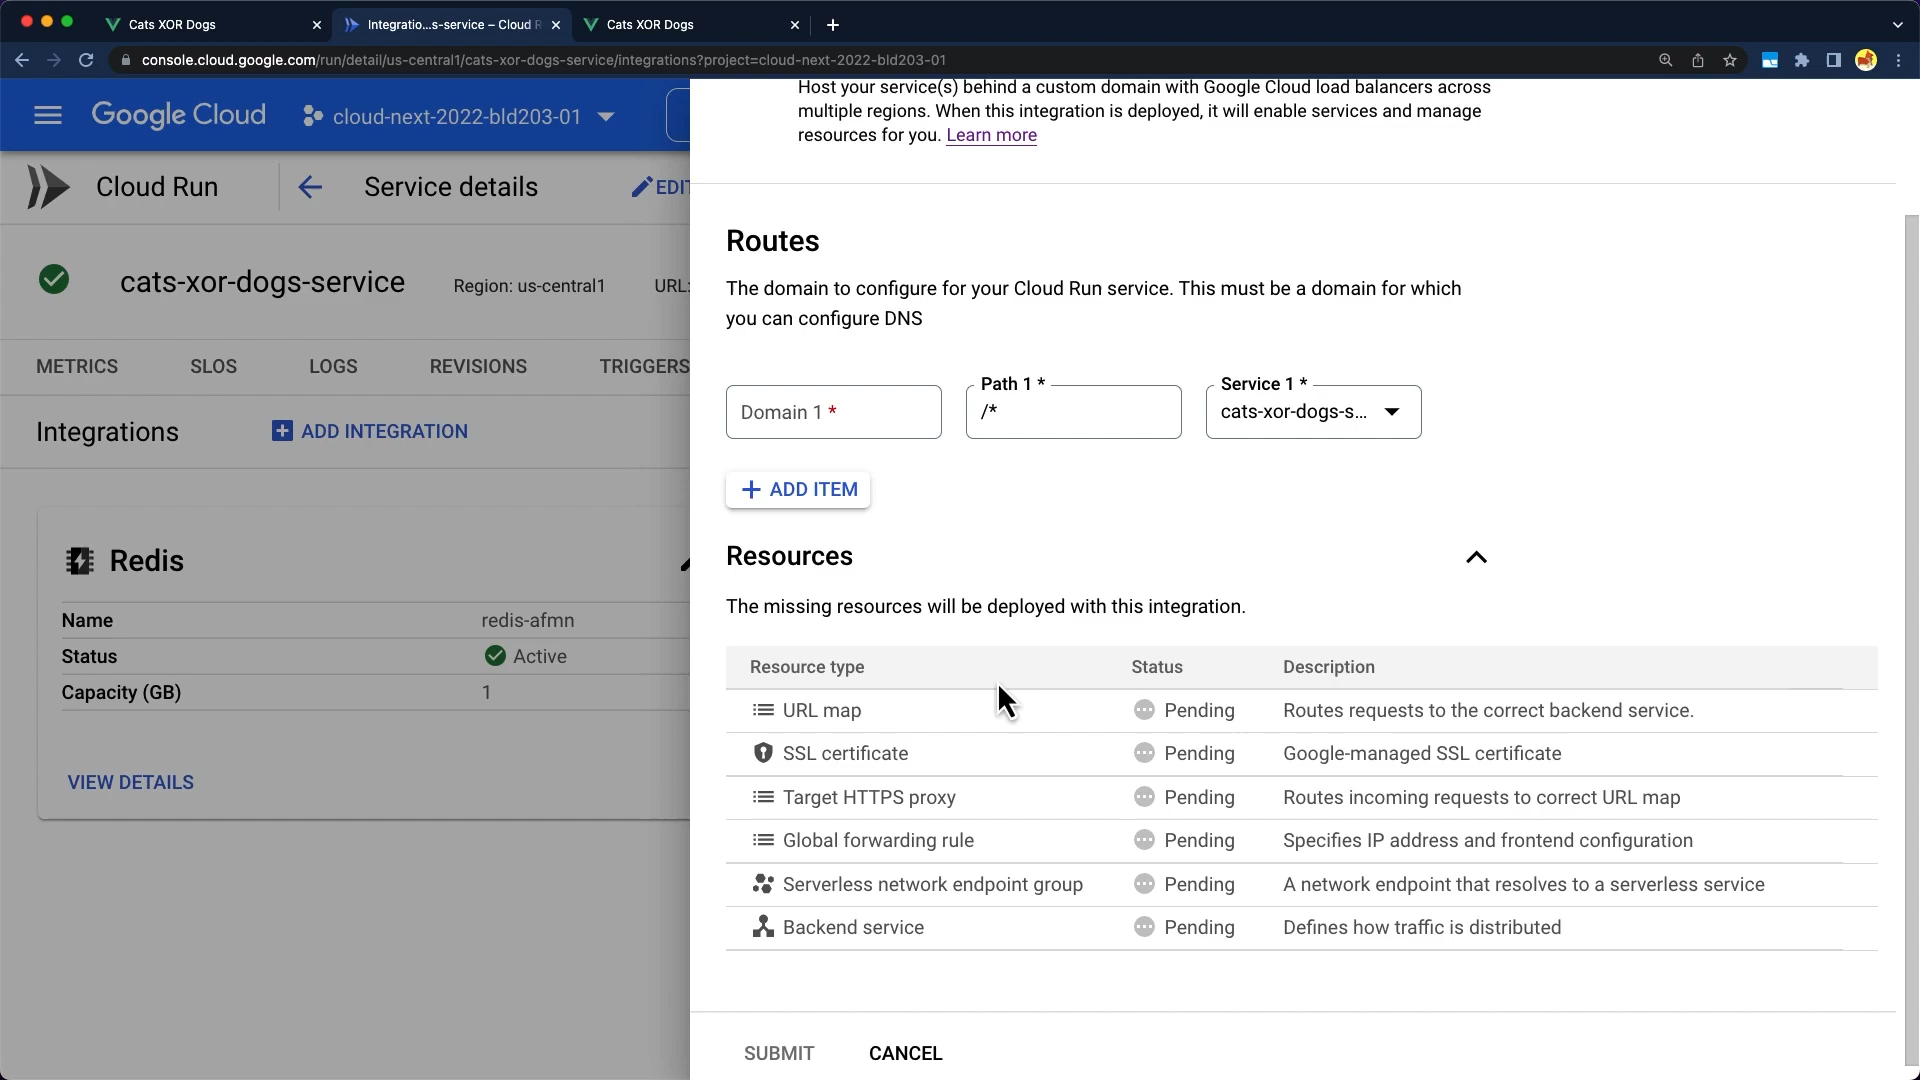 Cats XOR Dogs
Integratio...s-service – Cloud R
Cats XOR Dogs
console.cloud.google.com/run/detail/us-central1/cats-xor-dogs-service/integrations?project=cloud-next-2022-bld203-01
Google Cloud
cloud-next-2022-bld203-01
Cloud Run
Service details
EDIT
cats-xor-dogs-service
Region: us-central1
URL:
METRICS
SLOS
LOGS
REVISIONS
TRIGGERS
Integrations
ADD INTEGRATION
Redis
Name redis-afmn
Status Active
Capacity (GB) 1
VIEW DETAILS
Host your service(s) behind a custom domain with Google Cloud load balancers across
multiple regions. When this integration is deployed, it will enable services and manage
resources for you. Learn more
Routes
The domain to configure for your Cloud Run service. This must be a domain for which
you can configure DNS
Domain 1 *
Path 1 *
/*
Service 1 *
cats-xor-dogs-s...
+ ADD ITEM
Resources
The missing resources will be deployed with this integration.
Resource type Status Description
URL map Pending Routes requests to the correct backend service.
SSL certificate Pending Google-managed SSL certificate
Target HTTPS proxy Pending Routes incoming requests to correct URL map
Global forwarding rule Pending Specifies IP address and frontend configuration
Serverless network endpoint group Pending A network endpoint that resolves to a serverless service
Backend service Pending Defines how traffic is distributed
SUBMIT
CANCEL